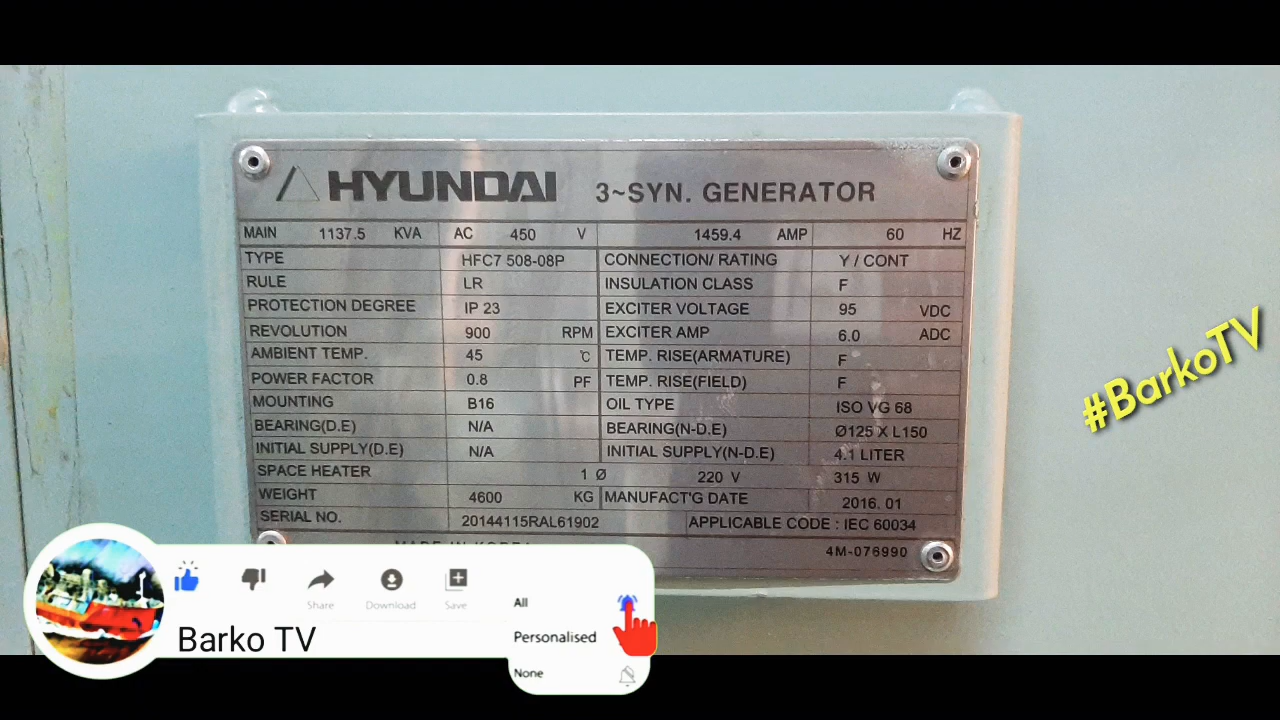 HYUNDAI 3~SYN. GENERATOR
MAIN 1137.5 KVA AC 450 V 1459.4 AMP 60 HZ
TYPE HFC7 508-08P CONNECTION/ RATING Y / CONT
RULE LR INSULATION CLASS F
PROTECTION DEGREE IP 23 EXCITER VOLTAGE 95 VDC
REVOLUTION 900 RPM EXCITER AMP 6.0 ADC
AMBIENT TEMP. 45 ℃ TEMP. RISE(ARMATURE) F
POWER FACTOR 0.8 PF TEMP. RISE(FIELD) F
MOUNTING B16 OIL TYPE ISO VG 68
BEARING(D.E) N/A BEARING(N-D.E) Ø125 X L150
INITIAL SUPPLY(D.E) N/A INITIAL SUPPLY(N-D.E) 4.1 LITER
SPACE HEATER 1 Ø 220 V 315 W
WEIGHT 4600 KG MANUFACT'G DATE 2016. 01
SERIAL NO. 20144115RAL61902 APPLICABLE CODE : IEC 60034
MADE IN KOREA 4M-076990
#BarkoTV
Share Download Save
Barko TV
All
Personalised
None